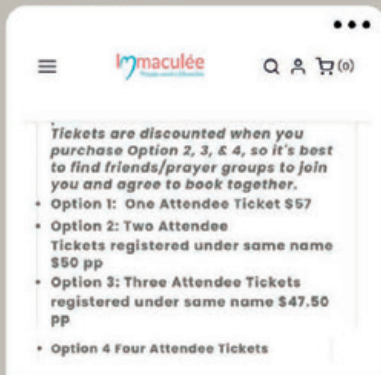 Immaculée
(0)
Tickets are discounted when you
purchase Option 2, 3, & 4, so it's best
to find friends/prayer groups to join
you and agree to book together.
• Option 1: One Attendee Ticket $57
• Option 2: Two Attendee
Tickets registered under same name
$50 pp
• Option 3: Three Attendee Tickets
registered under same name $47.50
pp
• Option 4 Four Attendee Tickets